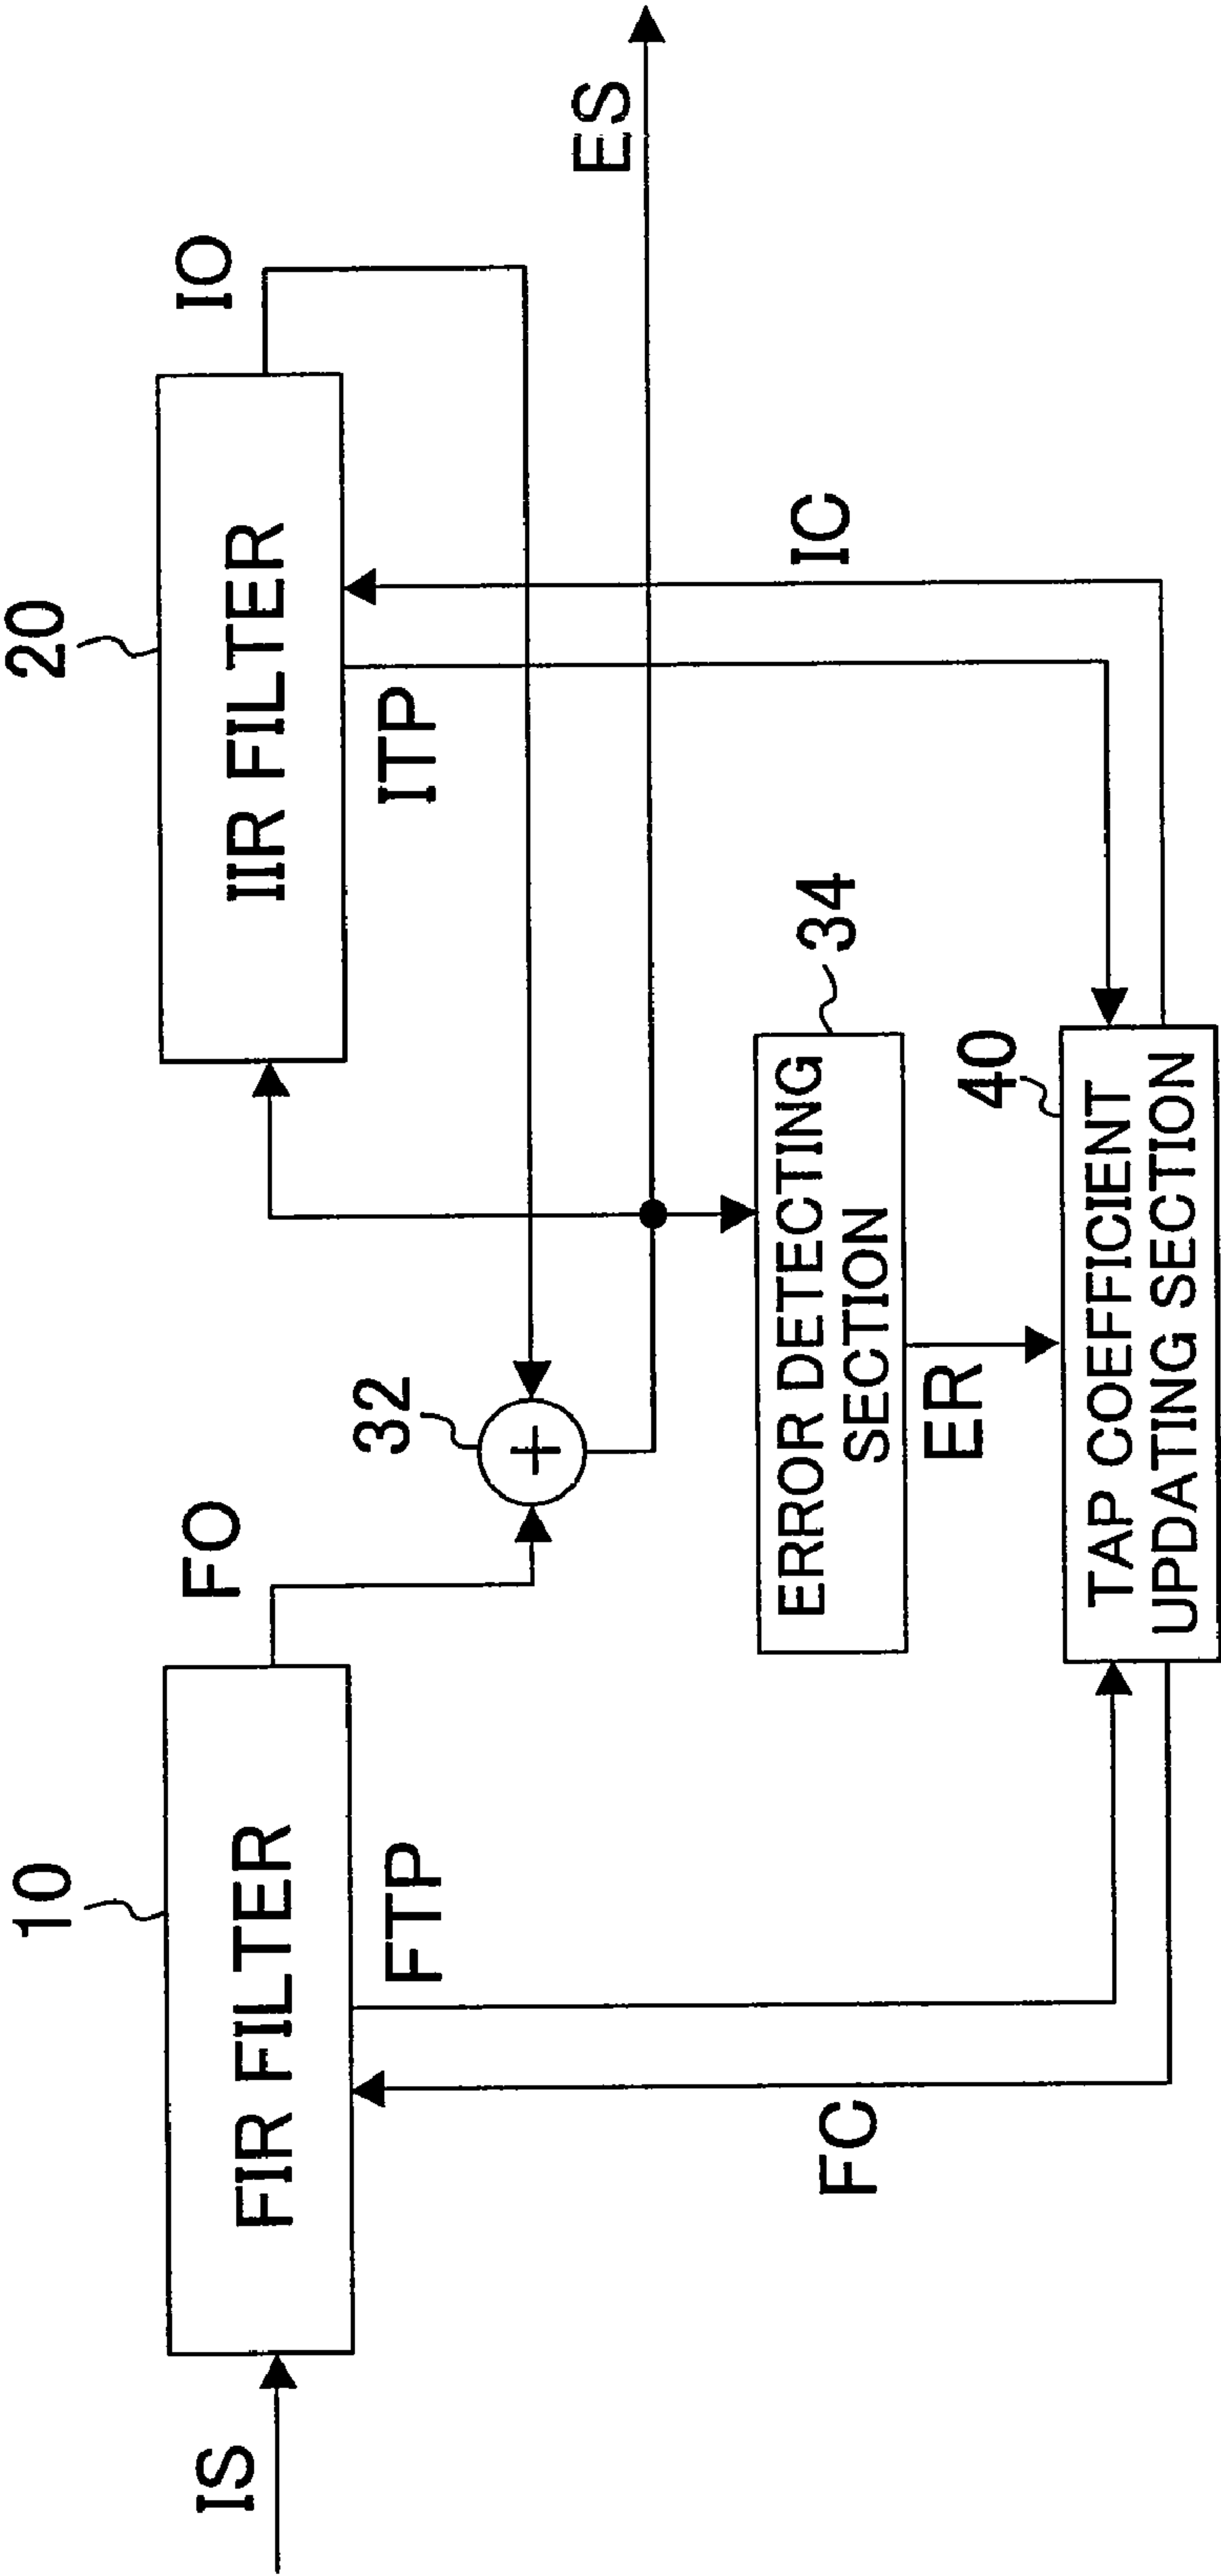 10
20
IS
FIR FILTER
FO
IIR FILTER
IO
FTP
32
ITP
ES
FC
ERROR DETECTING
SECTION
34
IC
ER
40
TAP COEFFICIENT
UPDATING SECTION